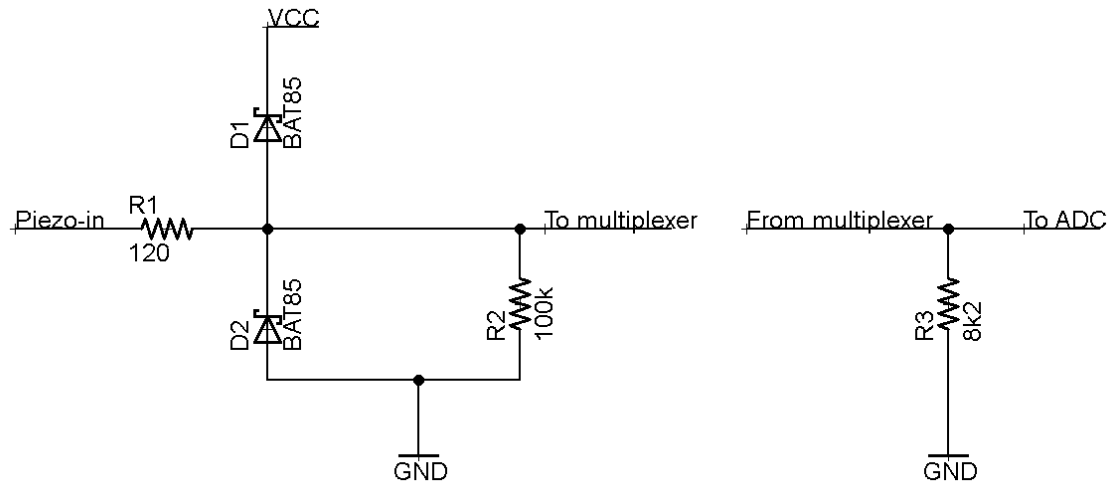 VCC
D1
BAT85
Piezo-in
R1
120
To multiplexer
D2
BAT85
R2
100k
GND
From multiplexer
To ADC
R3
8k2
GND